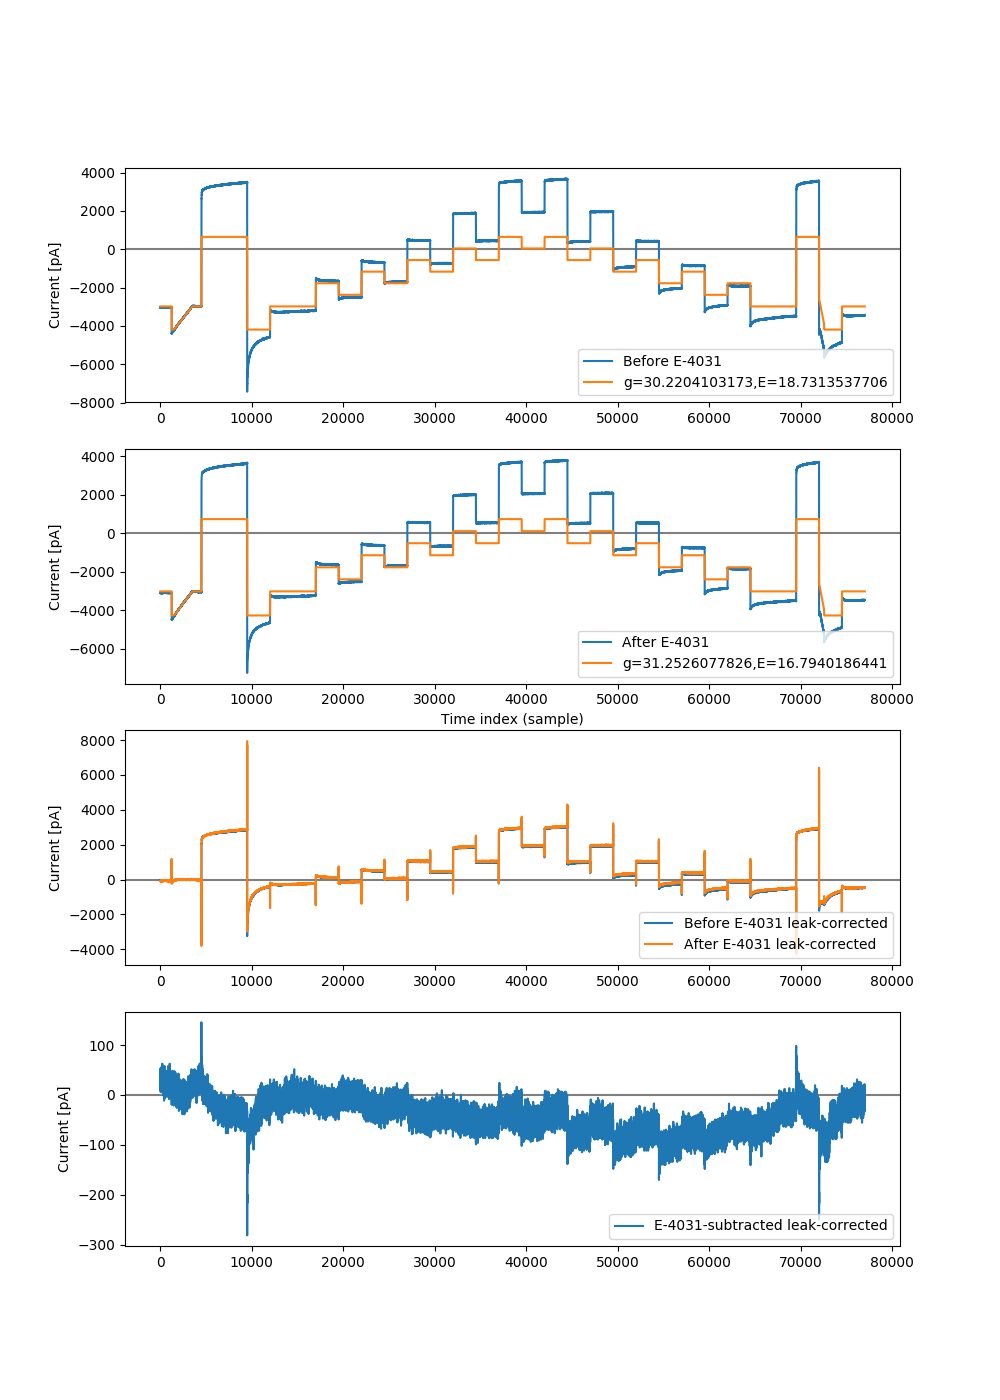 4000
2000
0
−2000
−4000
−6000
−8000
Current [pA]
Before E-4031
g=30.2204103173,E=18.7313537706
0 10000 20000 30000 40000 50000 60000 70000 80000
4000
2000
0
−2000
−4000
−6000
Current [pA]
After E-4031
g=31.2526077826,E=16.7940186441
0 10000 20000 30000 40000 50000 60000 70000 80000
Time index (sample)
8000
6000
4000
2000
0
−2000
−4000
Current [pA]
Before E-4031 leak-corrected
After E-4031 leak-corrected
0 10000 20000 30000 40000 50000 60000 70000 80000
100
0
−100
−200
−300
Current [pA]
E-4031-subtracted leak-corrected
0 10000 20000 30000 40000 50000 60000 70000 80000